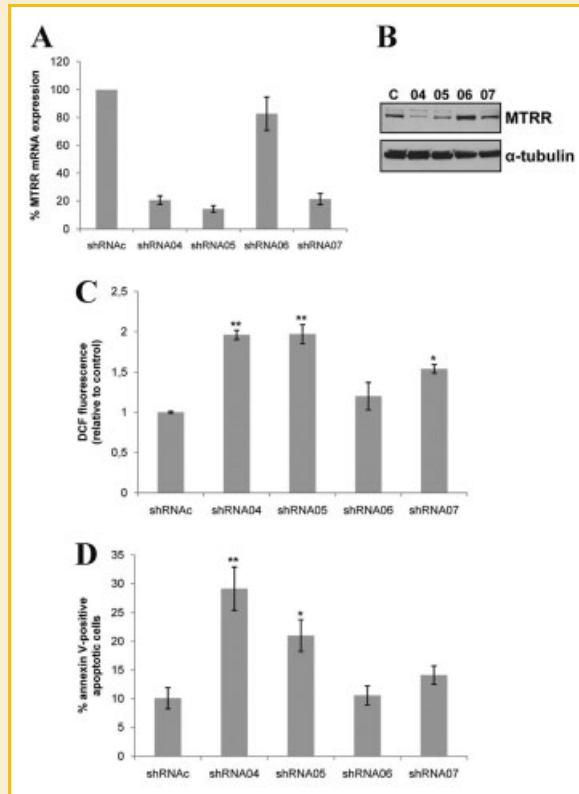 A
% MTRR mRNA expression
120
100
80
60
40
20
0
shRNAc shRNA04 shRNA05 shRNA06 shRNA07
B
C 04 05 06 07
MTRR
α-tubulin
C
DCF fluorescence
(relative to control)
2,5
2
1,5
1
0,5
0
** ** *
shRNAc shRNA04 shRNA05 shRNA06 shRNA07
D
% annexin V-positive
apoptotic cells
35
30
25
20
15
10
5
0
** *
shRNAc shRNA04 shRNA05 shRNA06 shRNA07